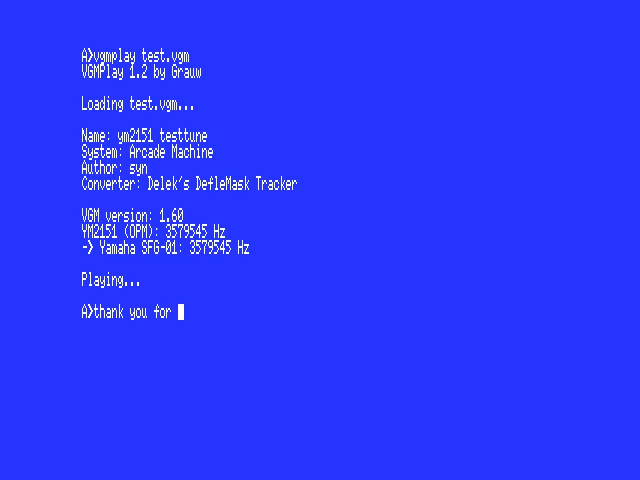 A>vgmplay test.vgm
VGMPlay 1.2 by Grauw
Loading test.vgm...
Name: ym2151 testtune
System: Arcade Machine
Author: syn
Converter: Delek's DefleMask Tracker
VGM version: 1.60
YM2151 (OPM): 3579545 Hz
-> Yamaha SFG-01: 3579545 Hz
Playing...
A>thank you for